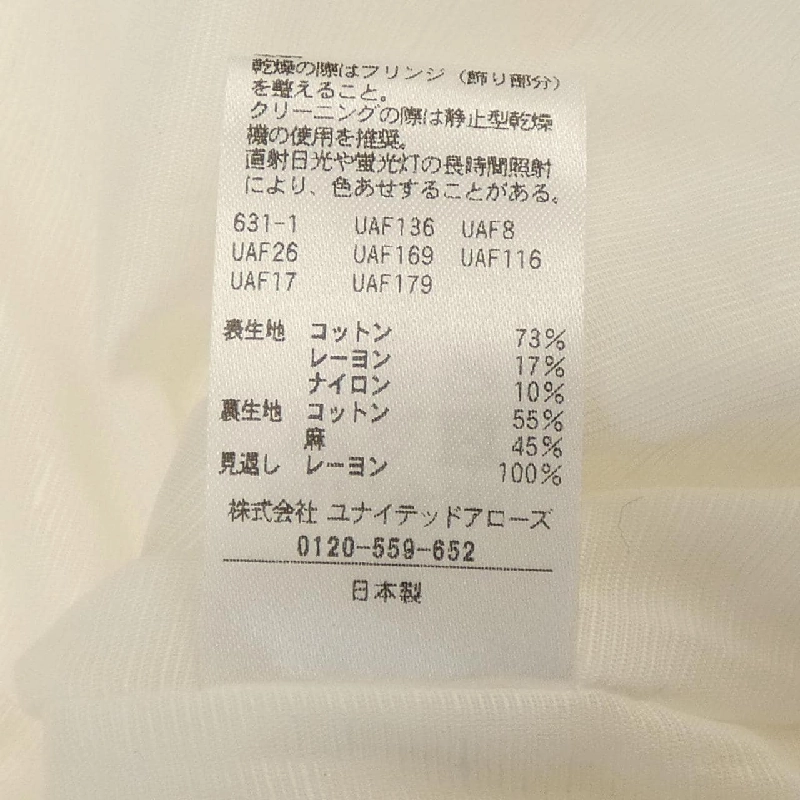 乾燥の際はフリンジ（飾り部分）
を整えること。
クリーニングの際は静止型乾燥
機の使用を推奨。
直射日光や蛍光灯の長時間照射
により、色あせすることがある。
631-1 UAF136 UAF8
UAF26 UAF169 UAF116
UAF17 UAF179
表生地 コットン 73%
レーヨン 17%
ナイロン 10%
裏生地 コットン 55%
麻 45%
見返し レーヨン 100%
株式会社 ユナイテッドアローズ
0120-559-652
日本製